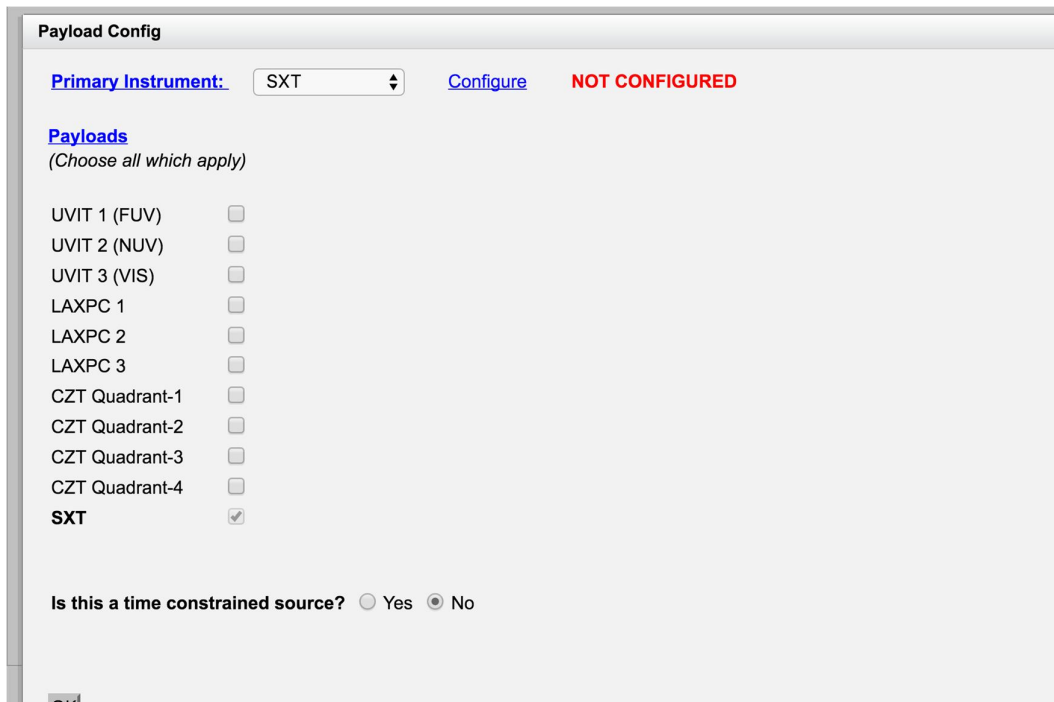 Payload Config
Primary Instrument: SXT Configure NOT CONFIGURED
Payloads
(Choose all which apply)
UVIT 1 (FUV)
UVIT 2 (NUV)
UVIT 3 (VIS)
LAXPC 1
LAXPC 2
LAXPC 3
CZT Quadrant-1
CZT Quadrant-2
CZT Quadrant-3
CZT Quadrant-4
SXT
Is this a time constrained source? Yes No
OK